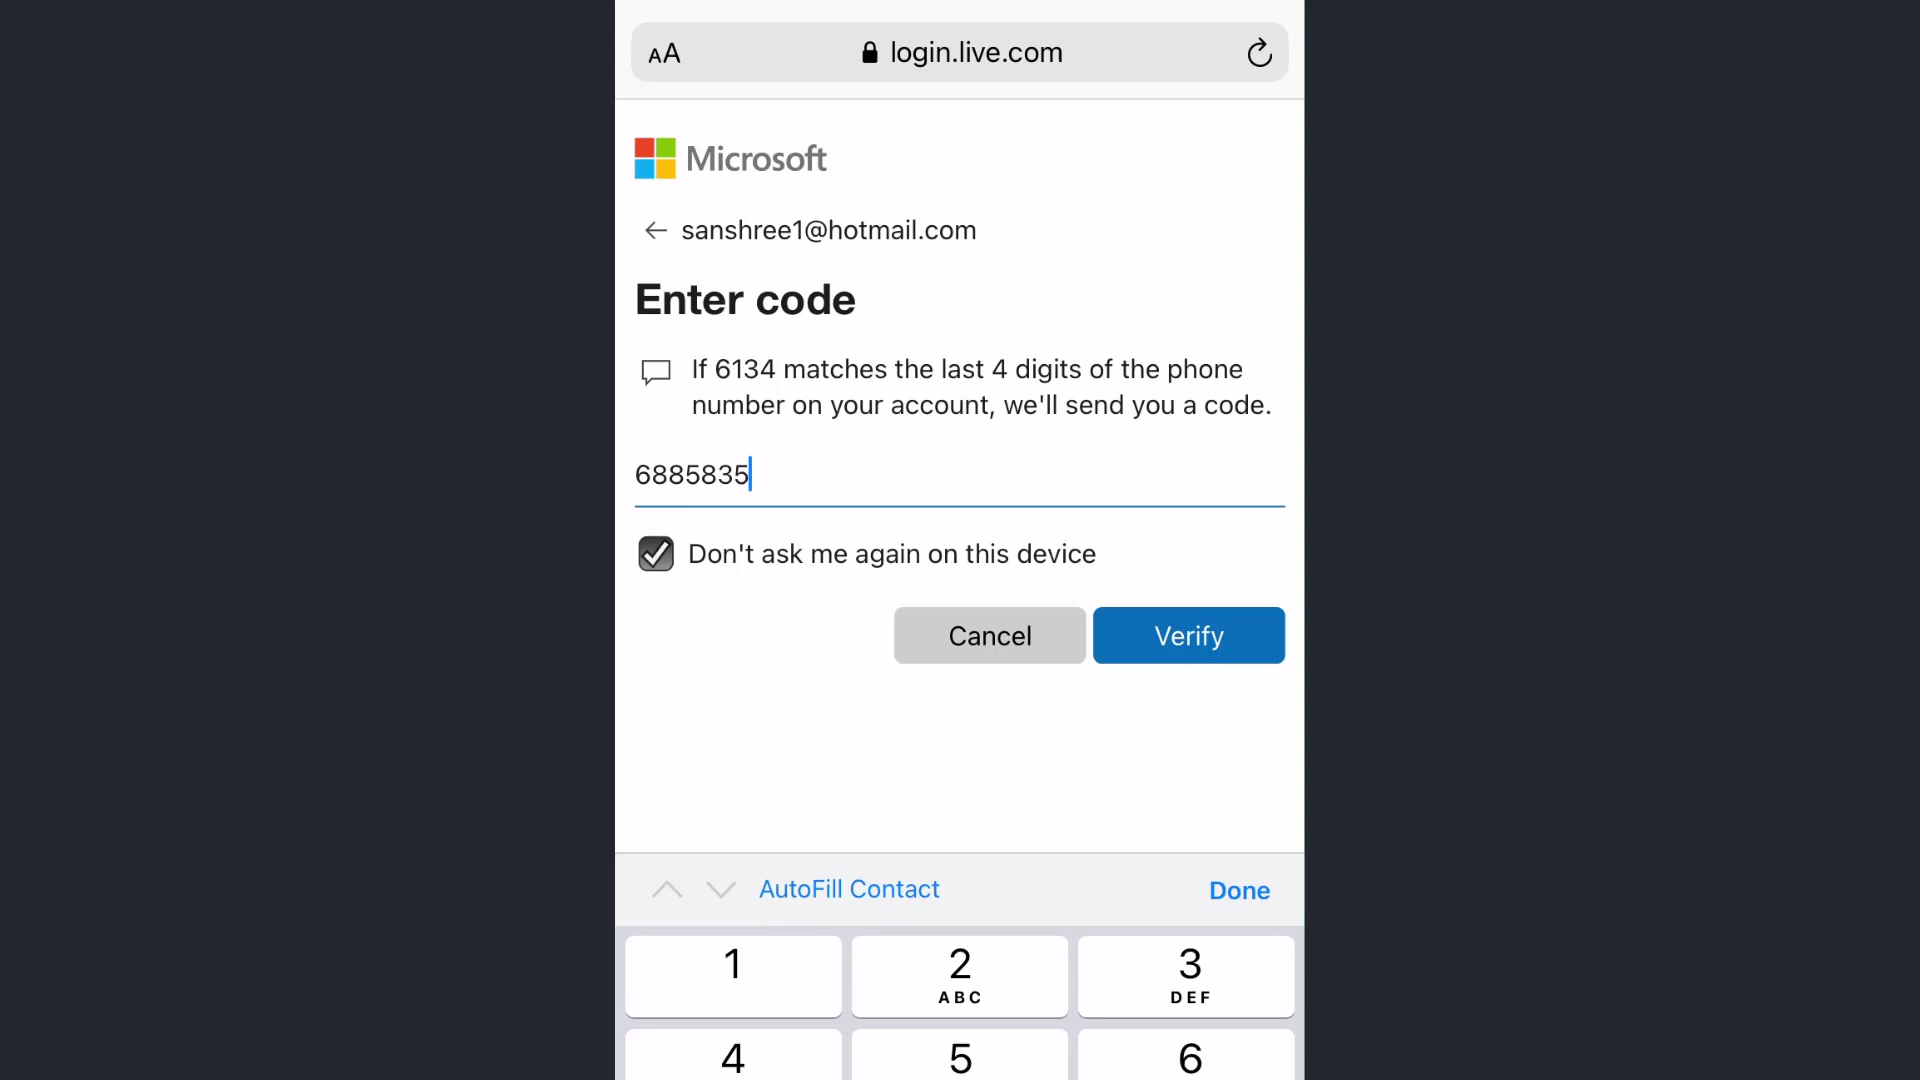 AA login.live.com
Microsoft
sanshree1@hotmail.com
Enter code
If 6134 matches the last 4 digits of the phone
number on your account, we'll send you a code.
6885835
Don't ask me again on this device
Cancel Verify
AutoFill Contact Done
1 2 3
ABC DEF
4 5 6